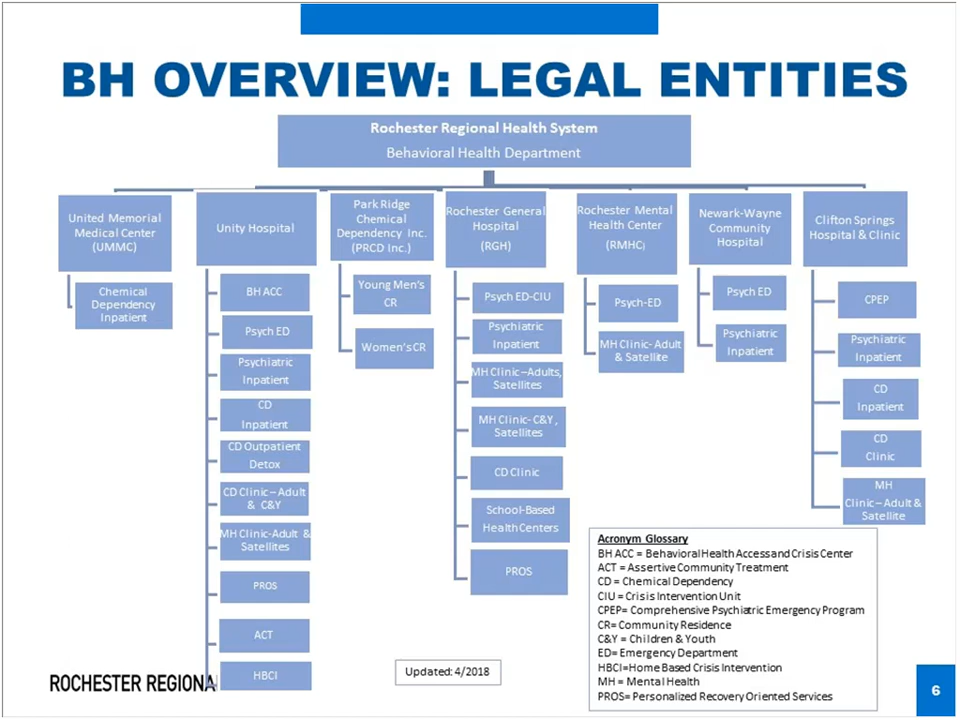 BH OVERVIEW: LEGAL ENTITIES
Rochester Regional Health System
Behavioral Health Department
United Memorial
Medical Center
(UMMC)
Chemical
Dependency
Inpatient
Unity Hospital
BH ACC
Psych ED
Psychiatric
Inpatient
CD
Inpatient
CD Outpatient
Detox
CD Clinic – Adult
& C&Y
MH Clinic-Adult &
Satellites
PROS
ACT
HBCI
Park Ridge
Chemical
Dependency Inc.
(PRCD Inc.)
Young Men's
CR
Women's CR
Rochester General
Hospital
(RGH)
Psych ED-CIU
Psychiatric
Inpatient
MH Clinic –Adults,
Satellites
MH Clinic- C&Y ,
Satellites
CD Clinic
School-Based
Health Centers
PROS
Rochester Mental
Health Center
(RMHC)
Psych-ED
MH Clinic- Adult
& Satellite
Newark-Wayne
Community
Hospital
Psych ED
Psychiatric
Inpatient
Clifton Springs
Hospital & Clinic
CPEP
Psychiatric
Inpatient
CD
Inpatient
CD
Clinic
MH
Clinic – Adult &
Satellite
Acronym Glossary
BH ACC = Behavioral Health Access and Crisis Center
ACT = Assertive Community Treatment
CD = Chemical Dependency
CIU = Crisis Intervention Unit
CPEP= Comprehensive Psychiatric Emergency Program
CR= Community Residence
C&Y = Children & Youth
ED= Emergency Department
HBCI=Home Based Crisis Intervention
MH = Mental Health
PROS= Personalized Recovery Oriented Services
Updated: 4/2018
ROCHESTER REGIONA
6